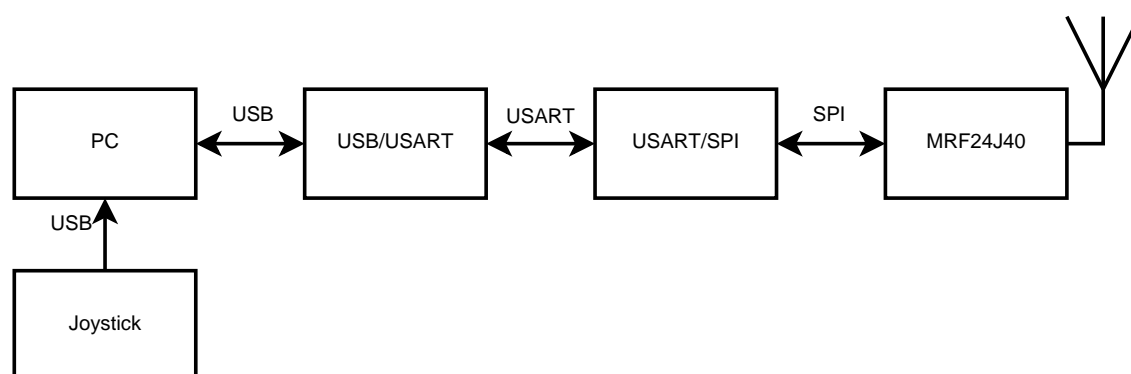 USB
USART
SPI
PC
USB/USART
USART/SPI
MRF24J40
USB
Joystick